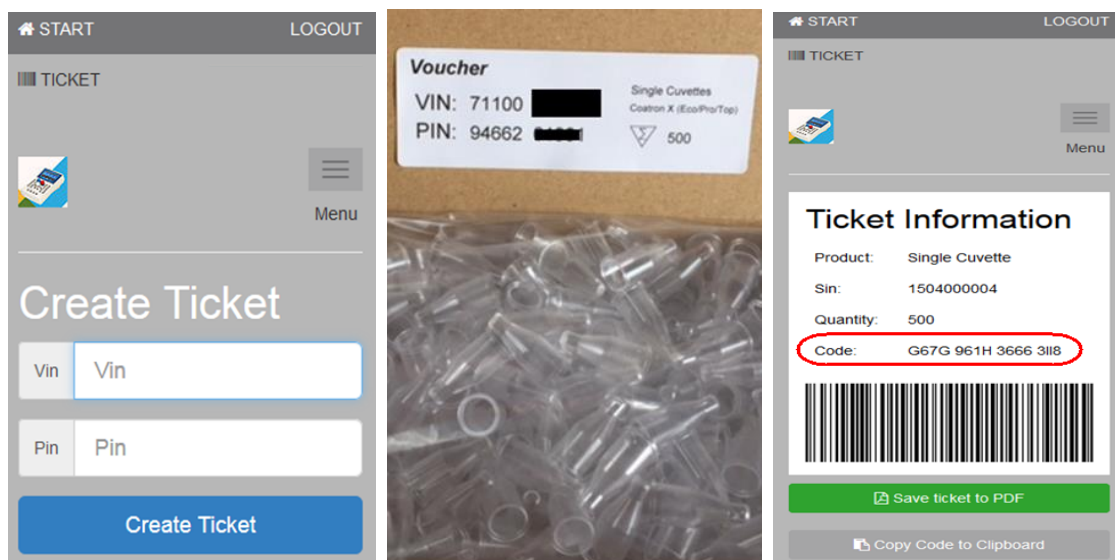 START LOGOUT
TICKET
Menu
Create Ticket
Vin Vin
Pin Pin
Create Ticket
Voucher
VIN: 71100
PIN: 94662
Single Cuvettes
Coatron X (Eco/Pro/Top)
500
START LOGOUT
TICKET
Menu
Ticket Information
Product: Single Cuvette
Sin: 1504000004
Quantity: 500
Code: G67G 961H 3666 3II8
Save ticket to PDF
Copy Code to Clipboard